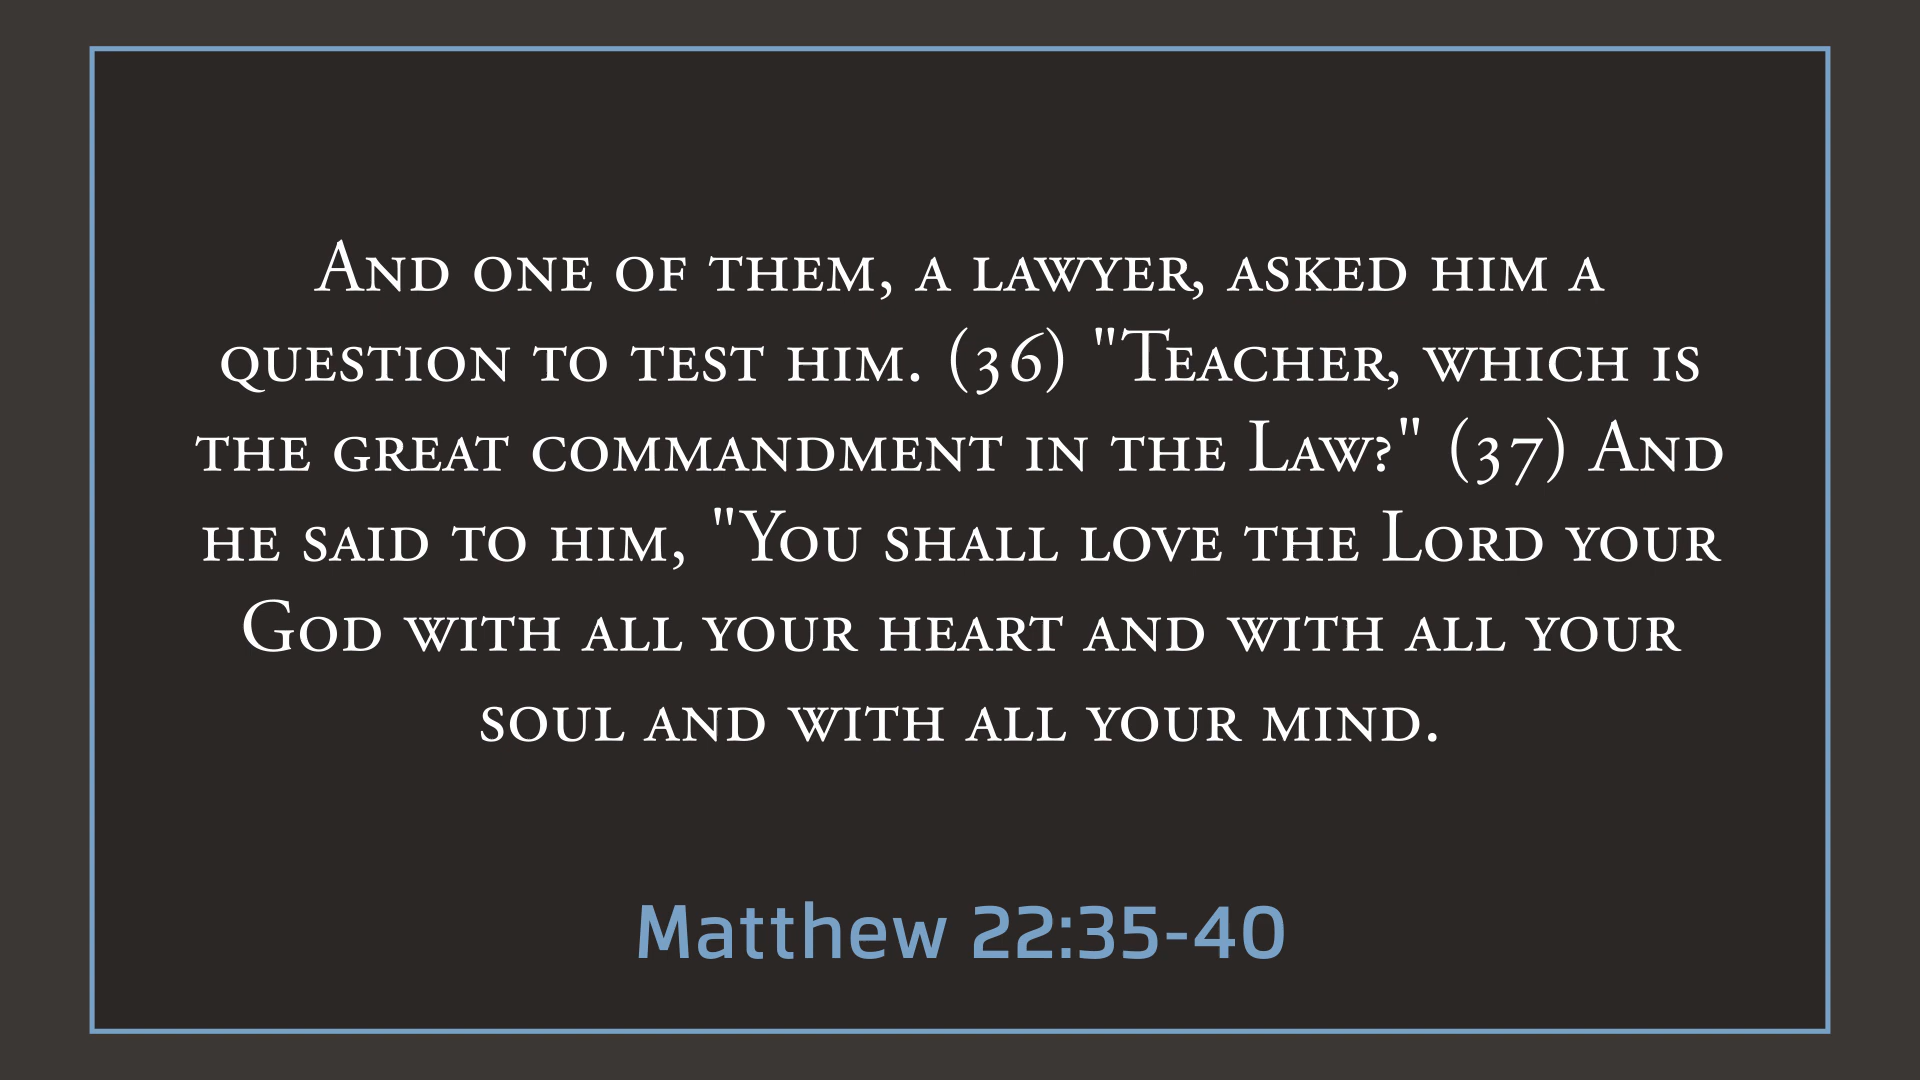 And one of them, a lawyer, asked him a
question to test him. (36) "Teacher, which is
the great commandment in the Law?" (37) And
he said to him, "You shall love the Lord your
God with all your heart and with all your
soul and with all your mind.
Matthew 22:35-40